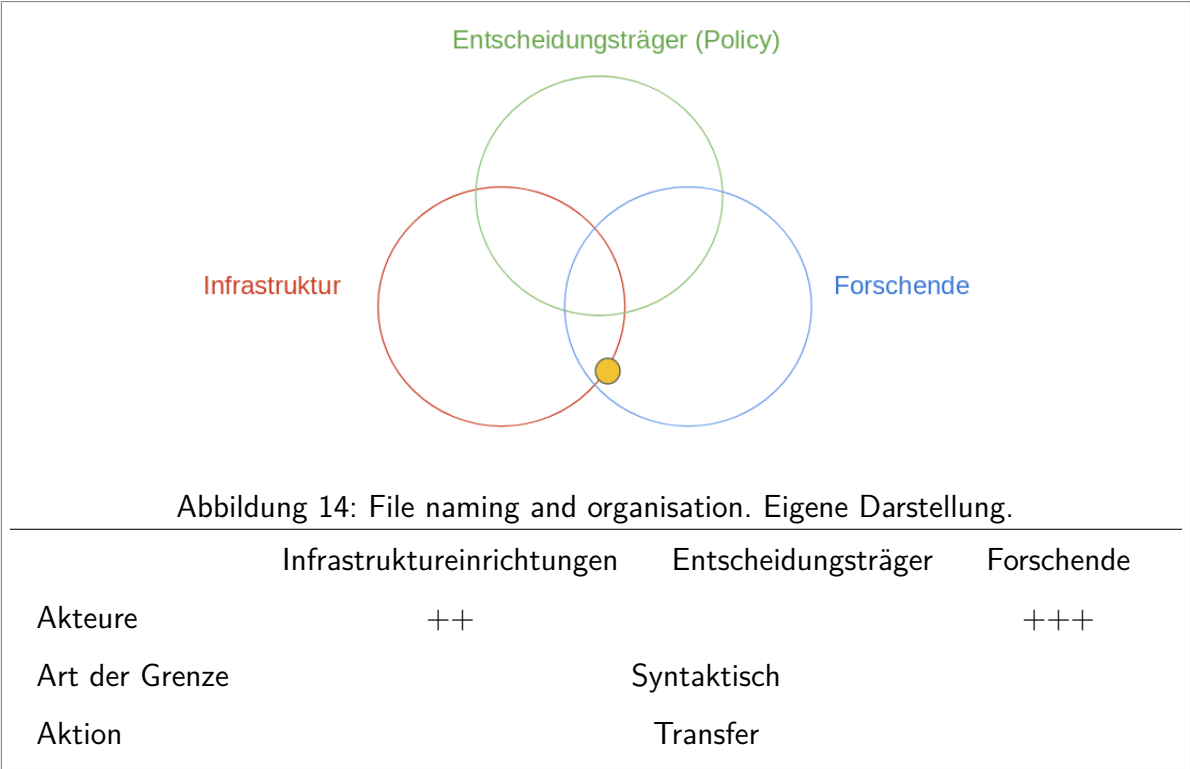 Entscheidungsträger (Policy)
Infrastruktur
Forschende
Abbildung 14: File naming and organisation. Eigene Darstellung.
Infrastruktureinrichtungen Entscheidungsträger Forschende
Akteure ++ +++
Art der Grenze Syntaktisch
Aktion Transfer